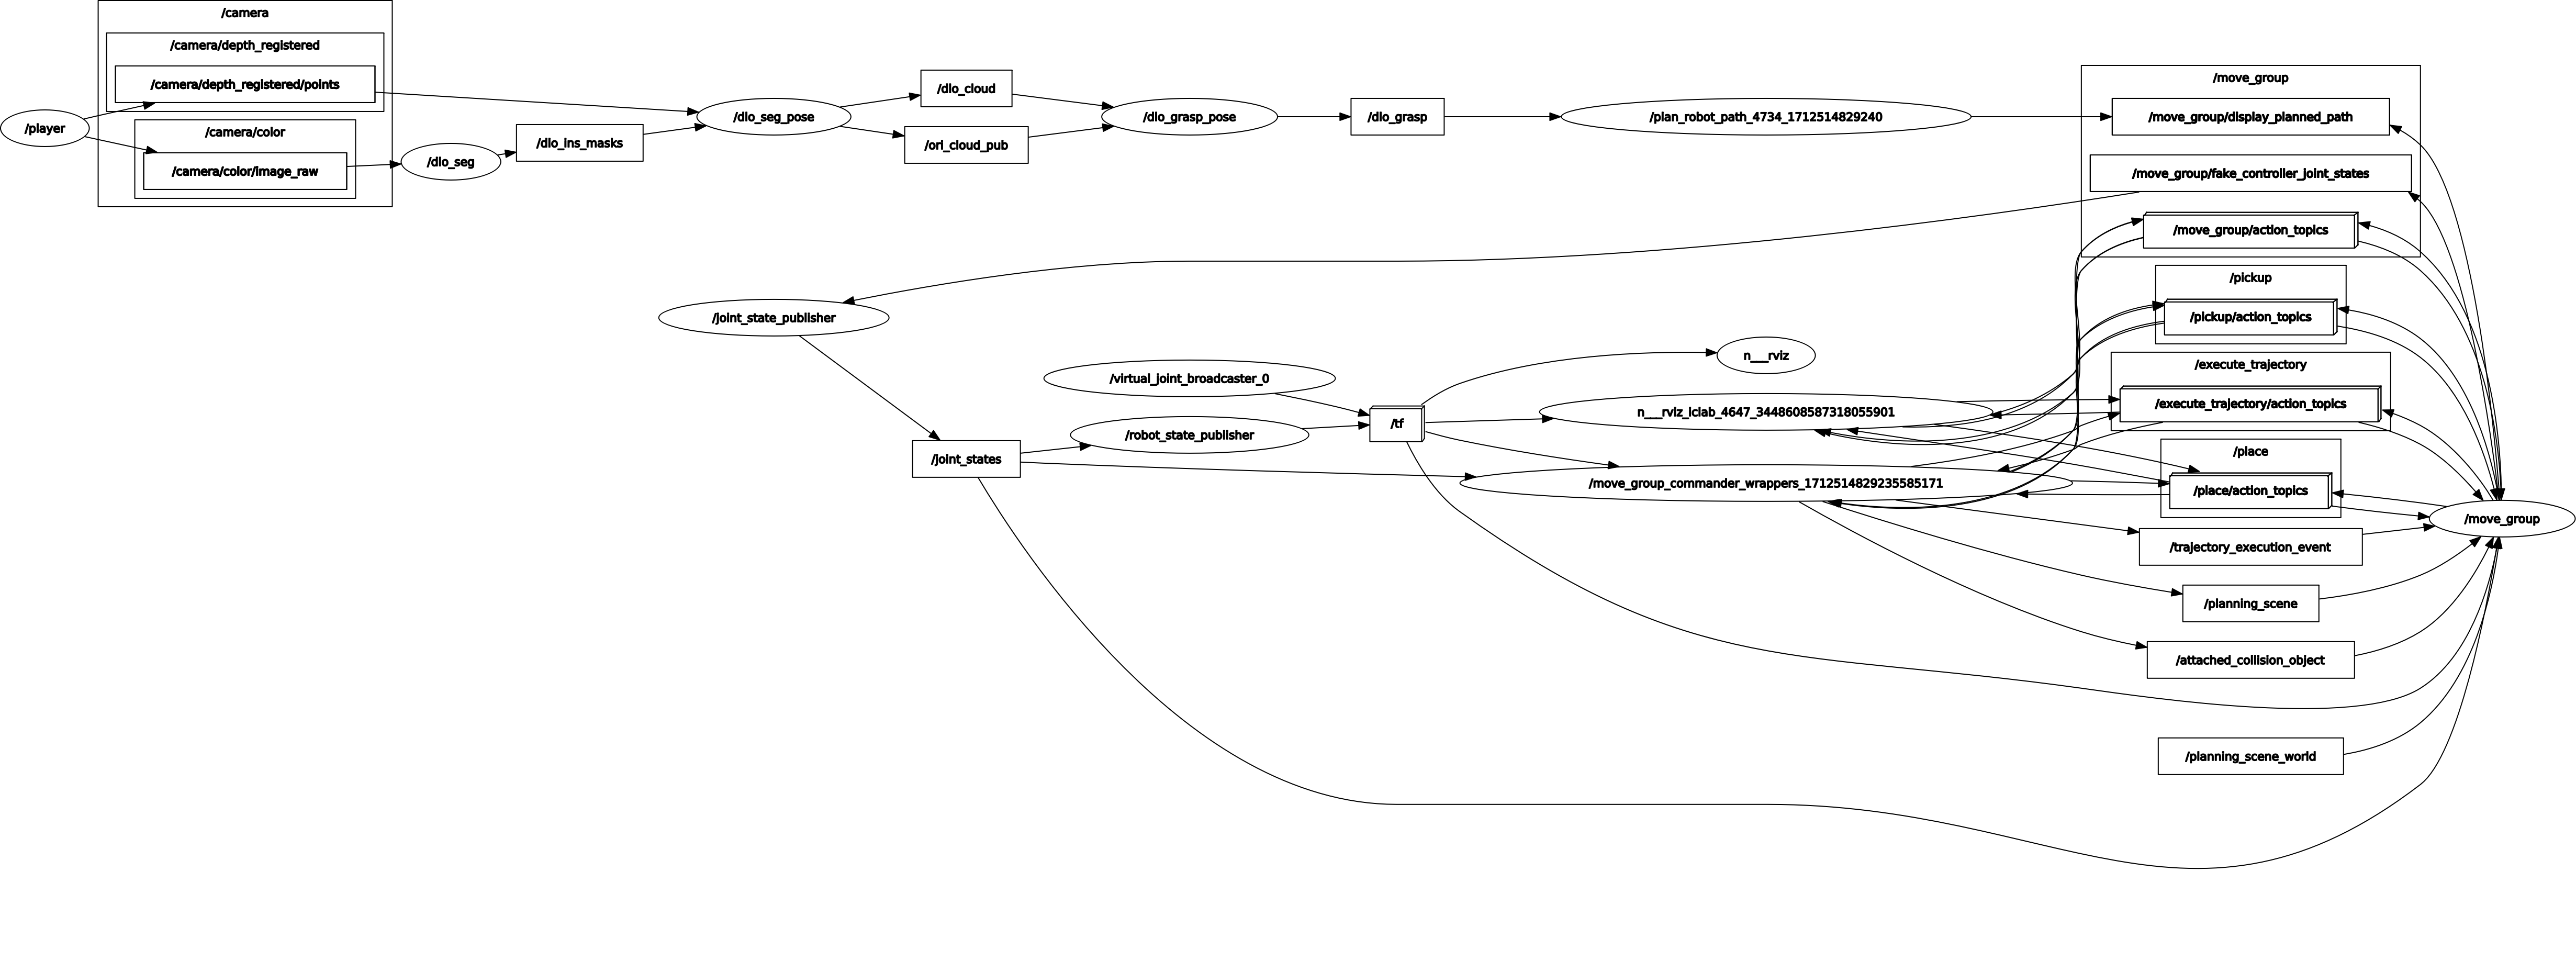 /camera
/camera/depth_registered
/camera/depth_registered/points
/camera/color
/camera/color/image_raw
/player
/dlo_seg
/dlo_ins_masks
/dlo_seg_pose
/dlo_cloud
/ori_cloud_pub
/dlo_grasp_pose
/dlo_grasp
/plan_robot_path_4734_1712514829240
/move_group
/move_group/display_planned_path
/move_group/fake_controller_joint_states
/move_group/action_topics
/pickup
/pickup/action_topics
/execute_trajectory
/execute_trajectory/action_topics
/place
/place/action_topics
/joint_state_publisher
/virtual_joint_broadcaster_0
/robot_state_publisher
/joint_states
/tf
n___rviz
n___rviz_iclab_4647_3448608587318055901
/move_group_commander_wrappers_1712514829235585171
/move_group
/trajectory_execution_event
/planning_scene
/attached_collision_object
/planning_scene_world